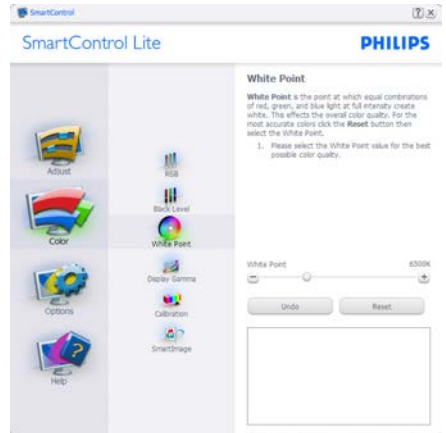 SmartControl
SmartControl Lite
PHILIPS
Adjust
Color
Options
Help
RGB
Black Level
White Point
Display Gamma
Calibration
SmartImage
White Point
White Point is the point at which equal combinations
of red, green, and blue light at full intensity create
white. This effects the overall color quality. For the
most accurate colors click the Reset button then
select the White Point.
1. Please select the White Point value for the best
possible color quality.
White Point 6500K
Undo Reset